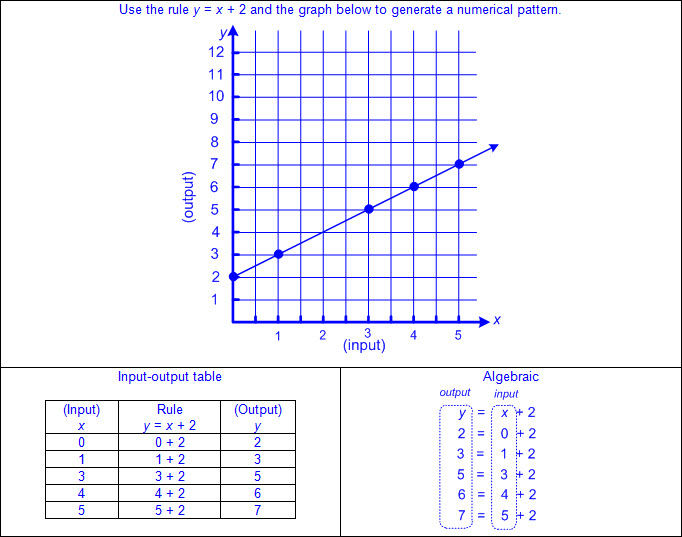 Use the rule y = x + 2 and the graph below to generate a numerical pattern.
y
12
11
10
9
8
7
6
5
4
3
2
1
(output)
1 2 3 4 5 x
(input)
Input-output table
(Input) Rule (Output)
x y = x + 2 y
0 0 + 2 2
1 1 + 2 3
3 3 + 2 5
4 4 + 2 6
5 5 + 2 7
Algebraic
output input
y = x + 2
2 = 0 + 2
3 = 1 + 2
5 = 3 + 2
6 = 4 + 2
7 = 5 + 2